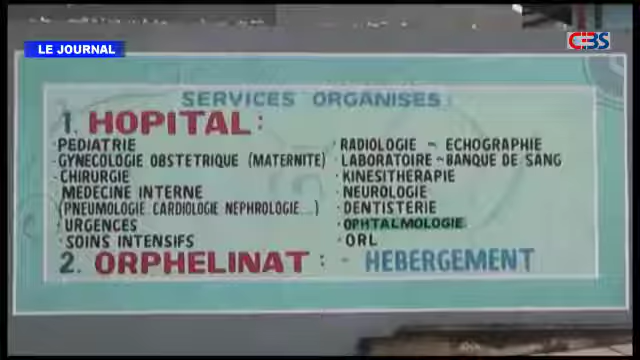 LE JOURNAL
CEBS
SERVICES ORGANISES:
1. HOPITAL:
·PEDIATRIE
·GYNECOLOGIE OBSTETRIQUE (MATERNITE)
·CHIRURGIE
MEDECINE INTERNE
(PNEUMOLOGIE CARDIOLOGIE NEPHROLOGIE...)
·URGENCES
·SOINS INTENSIFS
·RADIOLOGIE - ECHOGRAPHIE
·LABORATOIRE - BANQUE DE SANG
·KINESITHERAPIE
·NEUROLOGIE
·DENTISTERIE
·OPHTALMOLOGIE
·ORL
2. ORPHELINAT: - HEBERGEMENT